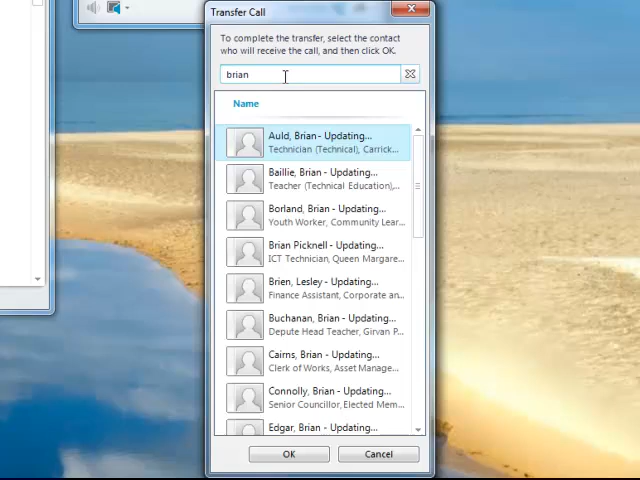 Transfer Call
To complete the transfer, select the contact
who will receive the call, and then click OK.
brian
Name
Auld, Brian - Updating...
Technician (Technical), Carrick...
Baillie, Brian - Updating...
Teacher (Technical Education),...
Borland, Brian - Updating...
Youth Worker, Community Lear...
Brian Picknell - Updating...
ICT Technician, Queen Margare...
Brien, Lesley - Updating...
Finance Assistant, Corporate an...
Buchanan, Brian - Updating...
Depute Head Teacher, Girvan P...
Cairns, Brian - Updating...
Clerk of Works, Asset Manage...
Connolly, Brian - Updating...
Senior Councillor, Elected Mem...
Edgar, Brian - Updating...
OK
Cancel